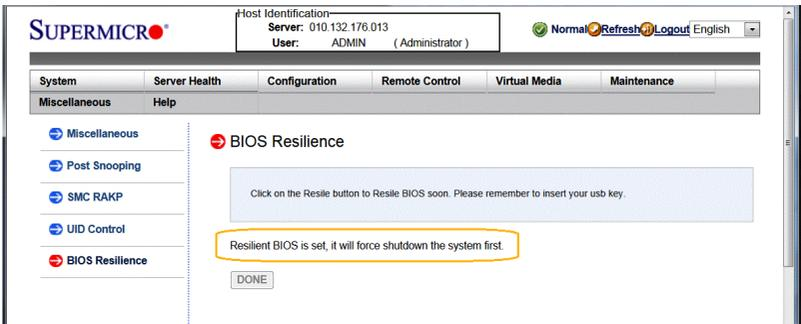 SUPERMICRO
Host Identification
Server: 010.132.176.013
User: ADMIN (Administrator)
Normal Refresh Logout English
System Server Health Configuration Remote Control Virtual Media Maintenance
Miscellaneous Help
Miscellaneous
Post Snooping
SMC RAKP
UID Control
BIOS Resilience
BIOS Resilience
Click on the Resile button to Resile BIOS soon. Please remember to insert your usb key.
Resilient BIOS is set, it will force shutdown the system first.
DONE